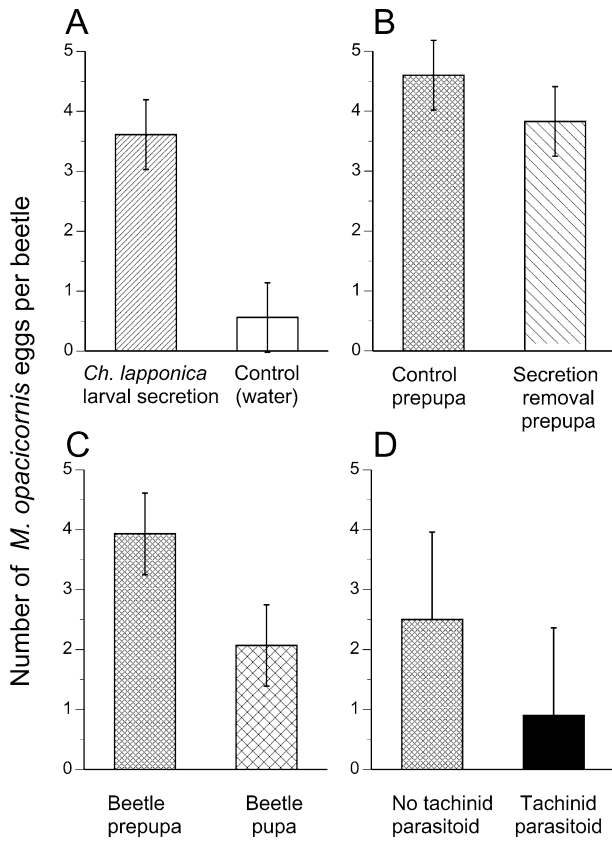 Number of M. opacicornis eggs per beetle
A
5
4
3
2
1
0
Ch. lapponica
larval secretion
Control
(water)
B
5
4
3
2
1
0
Control
prepupa
Secretion
removal
prepupa
C
5
4
3
2
1
0
Beetle
prepupa
Beetle
pupa
D
5
4
3
2
1
0
No tachinid
parasitoid
Tachinid
parasitoid